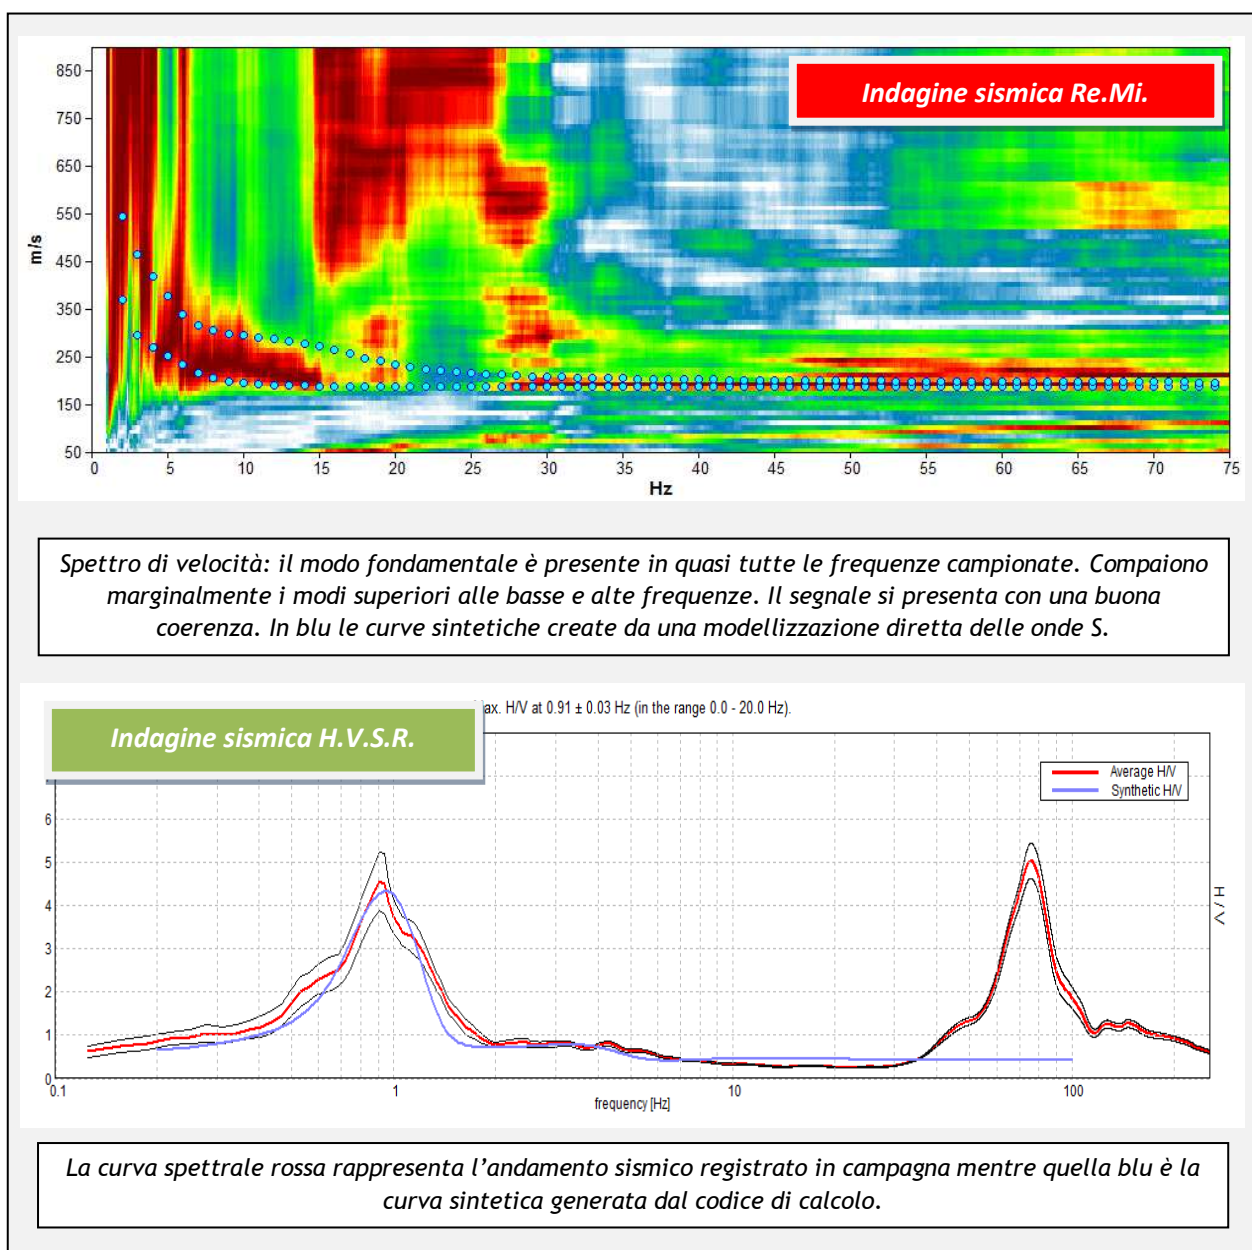 Indagine sismica Re.Mi.
850
750
650
550
450
350
250
150
50
m/s
0 5 10 15 20 25 30 35 40 45 50 55 60 65 70 75
Hz
Spettro di velocità: il modo fondamentale è presente in quasi tutte le frequenze campionate. Compaiono
marginalmente i modi superiori alle basse e alte frequenze. Il segnale si presenta con una buona
coerenza. In blu le curve sintetiche create da una modellizzazione diretta delle onde S.
ax. H/V at 0.91 ± 0.03 Hz (in the range 0.0 - 20.0 Hz).
Indagine sismica H.V.S.R.
Average H/V
Synthetic H/V
6
5
4
3
2
1
0
H / V
0.1 1 10 100
frequency [Hz]
La curva spettrale rossa rappresenta l'andamento sismico registrato in campagna mentre quella blu è la
curva sintetica generata dal codice di calcolo.